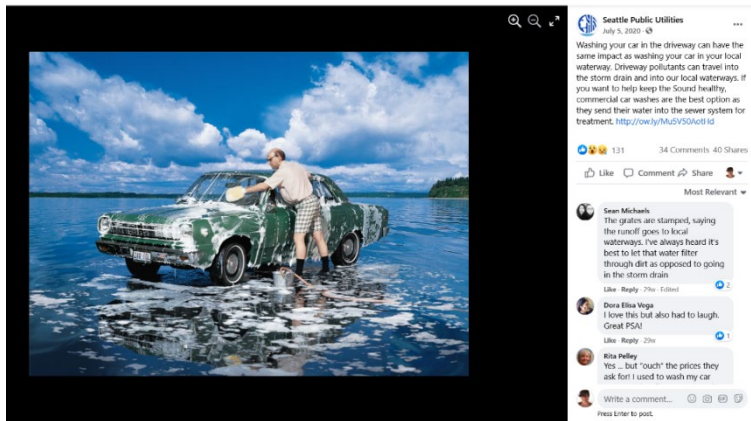 Seattle Public Utilities
July 5, 2020
Washing your car in the driveway can have the
same impact as washing your car in your local
waterway. Driveway pollutants can travel into
the storm drain and into our local waterways. If
you want to help keep the Sound healthy,
commercial car washes are the best option as
they send their water into the sewer system for
treatment. http://ow.ly/Mu5V50AotHd
131 34 Comments 40 Shares
Like Comment Share
Most Relevant
Sean Michaels
The grates are stamped, saying
the runoff goes to local
waterways. I've always heard it's
best to let that water filter
through dirt as opposed to going
in the storm drain
Like · Reply · 29w · Edited 2
Dora Elisa Vega
I love this but also had to laugh.
Great PSA!
Like · Reply · 29w 1
Rita Pelley
Yes ... but "ouch" the prices they
ask for! I used to wash my car
Write a comment...
Press Enter to post.